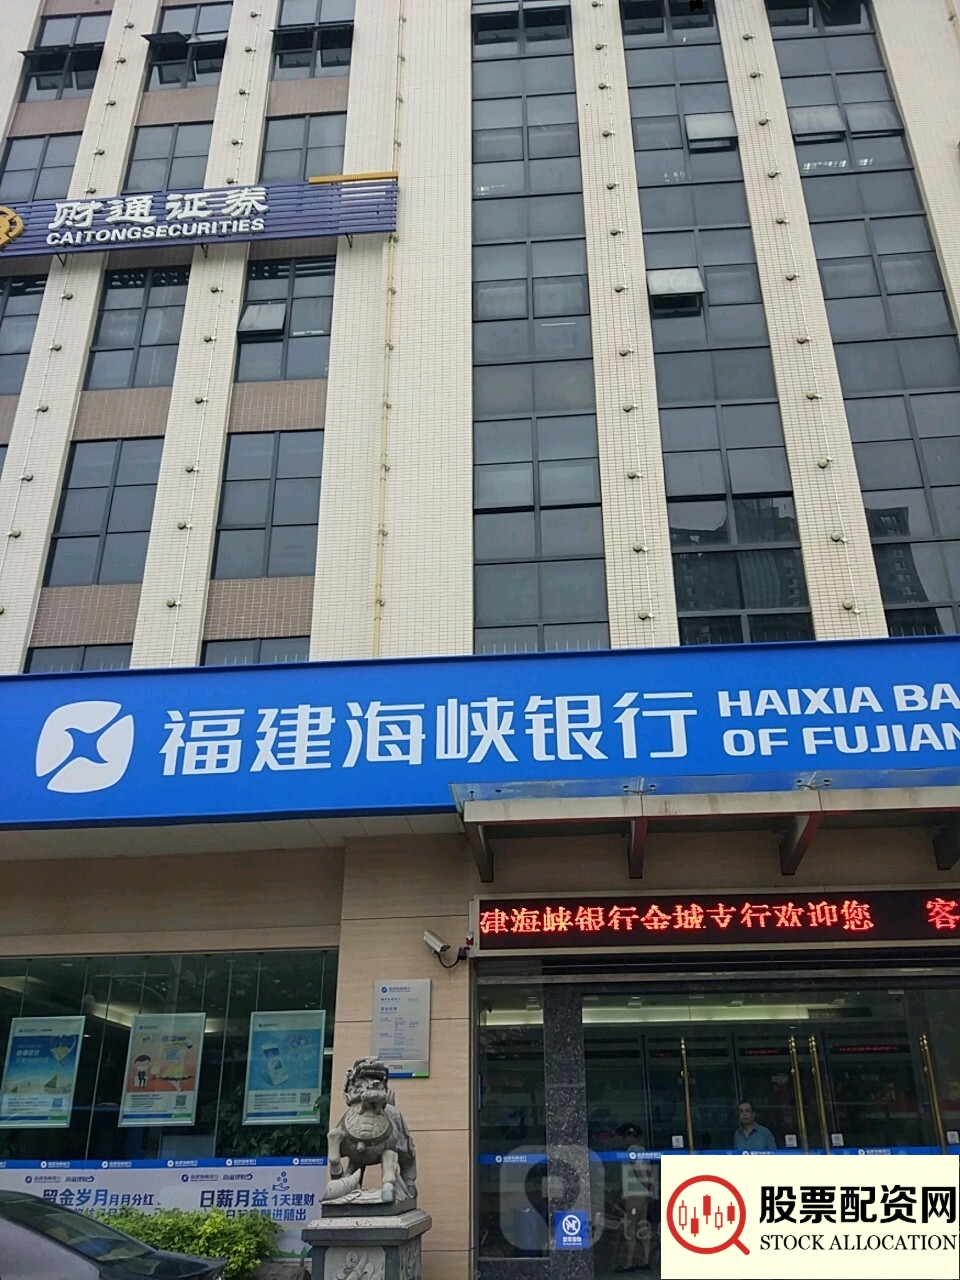 财通证券
CAITONGSECURITIES
福建海峡银行
HAIXIA BA
OF FUJIAN
建海峡银行金城支行欢迎您 客
留金岁月 月月分红
日薪月益 1天理财
股票配资网
STOCK ALLOCATION